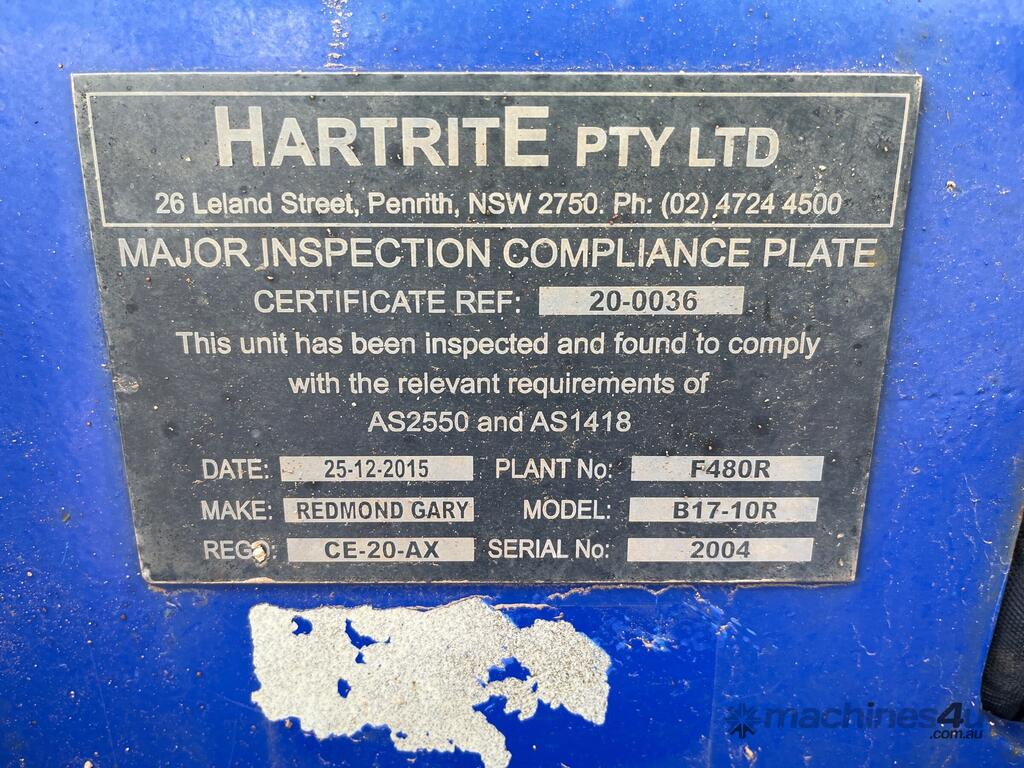 HARTRITE PTY LTD
26 Leland Street, Penrith, NSW 2750. Ph: (02) 4724 4500
MAJOR INSPECTION COMPLIANCE PLATE
CERTIFICATE REF: 20-0036
This unit has been inspected and found to comply
with the relevant requirements of
AS2550 and AS1418
DATE: 25-12-2015 PLANT No: F480R
MAKE: REDMOND GARY MODEL: B17-10R
REGO: CE-20-AX SERIAL No: 2004
machines4u
.com.au